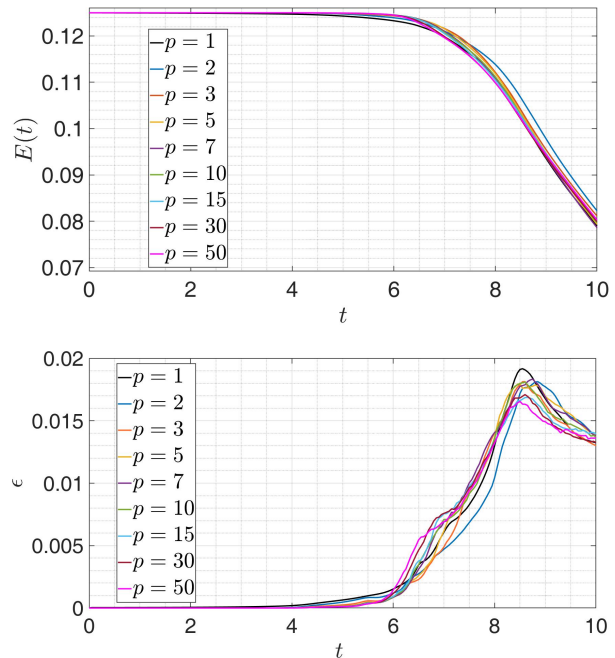 0.12
0.11
0.1
0.09
0.08
0.07
E(t)
p = 1
p = 2
p = 3
p = 5
p = 7
p = 10
p = 15
p = 30
p = 50
0 2 4 6 8 10
t
0.02
0.015
0.01
0.005
0
ϵ
p = 1
p = 2
p = 3
p = 5
p = 7
p = 10
p = 15
p = 30
p = 50
0 2 4 6 8 10
t